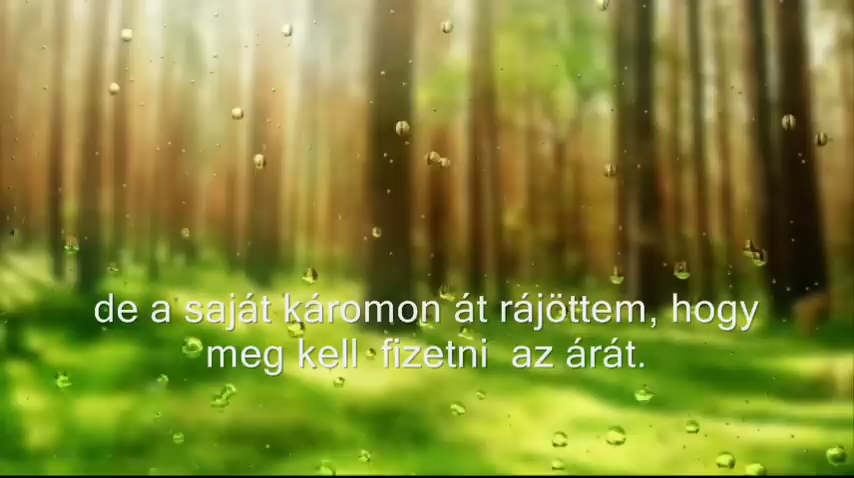 de a saját káromon át rájöttem, hogy
meg kell fizetni az árát.